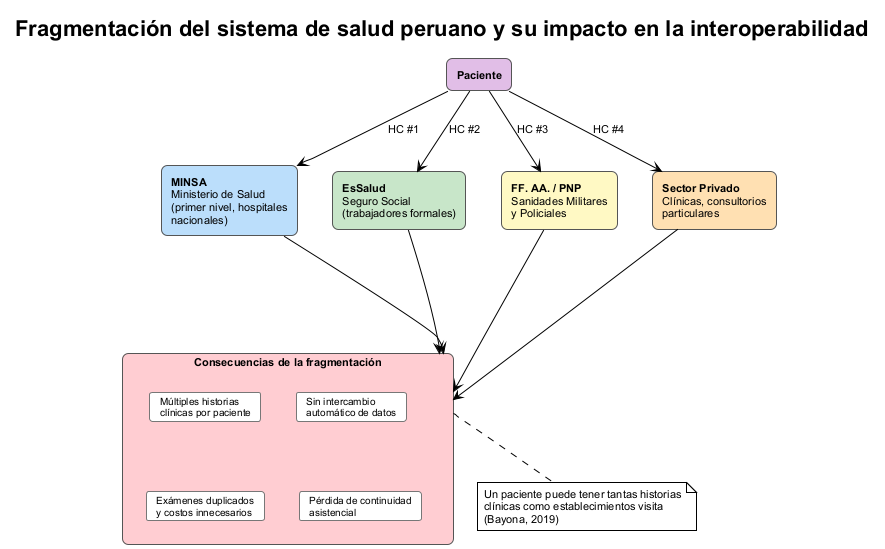 Fragmentación del sistema de salud peruano y su impacto en la interoperabilidad
Paciente
HC #1
HC #2
HC #3
HC #4
MINSA
Ministerio de Salud
(primer nivel, hospitales
nacionales)
EsSalud
Seguro Social
(trabajadores formales)
FF. AA. / PNP
Sanidades Militares
y Policiales
Sector Privado
Clínicas, consultorios
particulares
Consecuencias de la fragmentación
Múltiples historias
clínicas por paciente
Sin intercambio
automático de datos
Exámenes duplicados
y costos innecesarios
Pérdida de continuidad
asistencial
Un paciente puede tener tantas historias
clínicas como establecimientos visita
(Bayona, 2019)